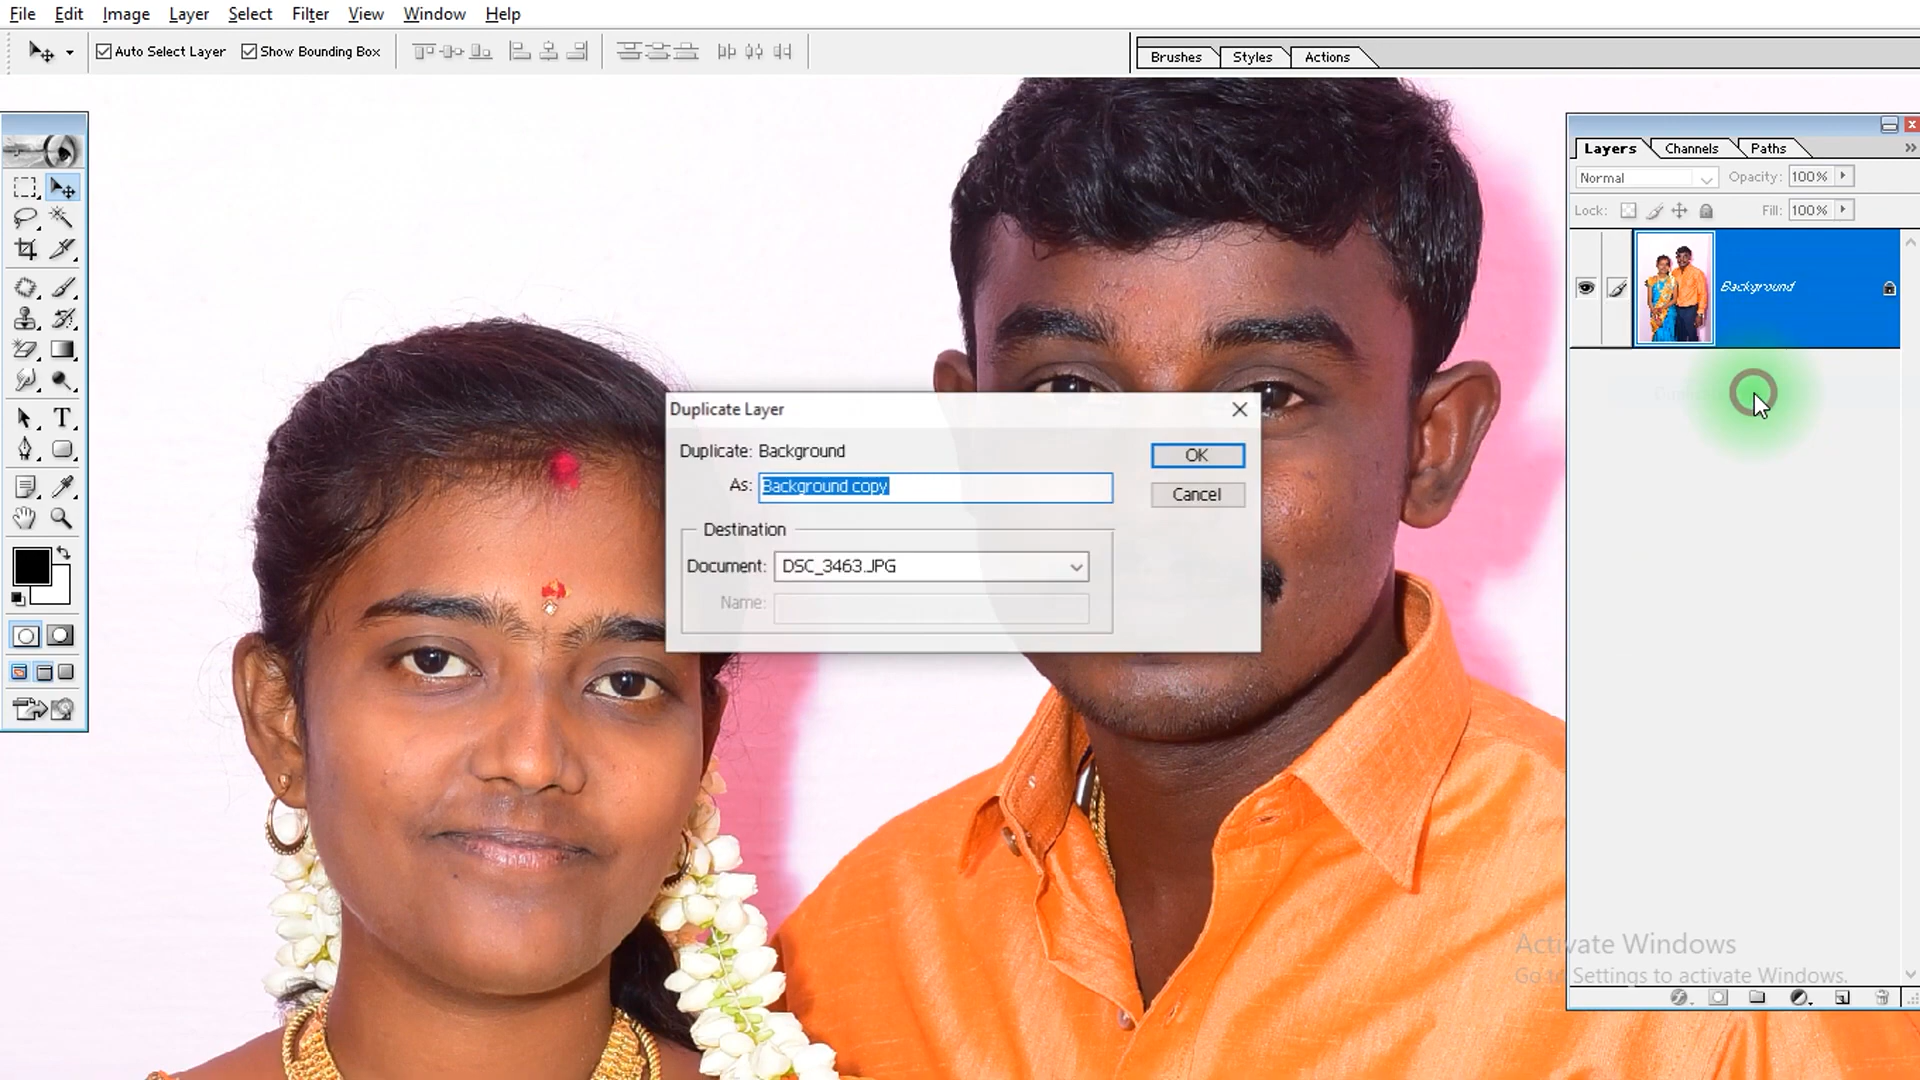 File Edit Image Layer Select Filter View Window Help
Auto Select Layer Show Bounding Box
Brushes Styles Actions
Layers Channels Paths
Normal Opacity: 100%
Lock: Fill: 100%
Background
Duplicate Layer
Duplicate: Background
As: Background copy
OK
Cancel
Destination
Document: DSC_3463.JPG
Name:
Activate Windows
Go to Settings to activate Windows.